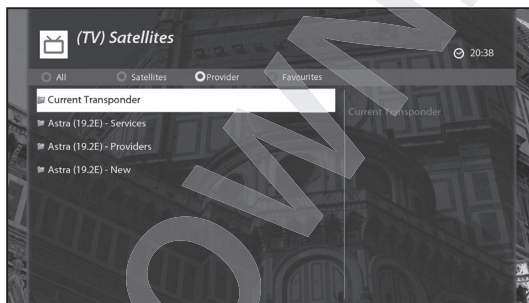 (TV) Satellites
20:38
All Satellites Provider Favourites
Current Transponder
Current Transponder
Astra (19.2E) - Services
Astra (19.2E) - Providers
Astra (19.2E) - New